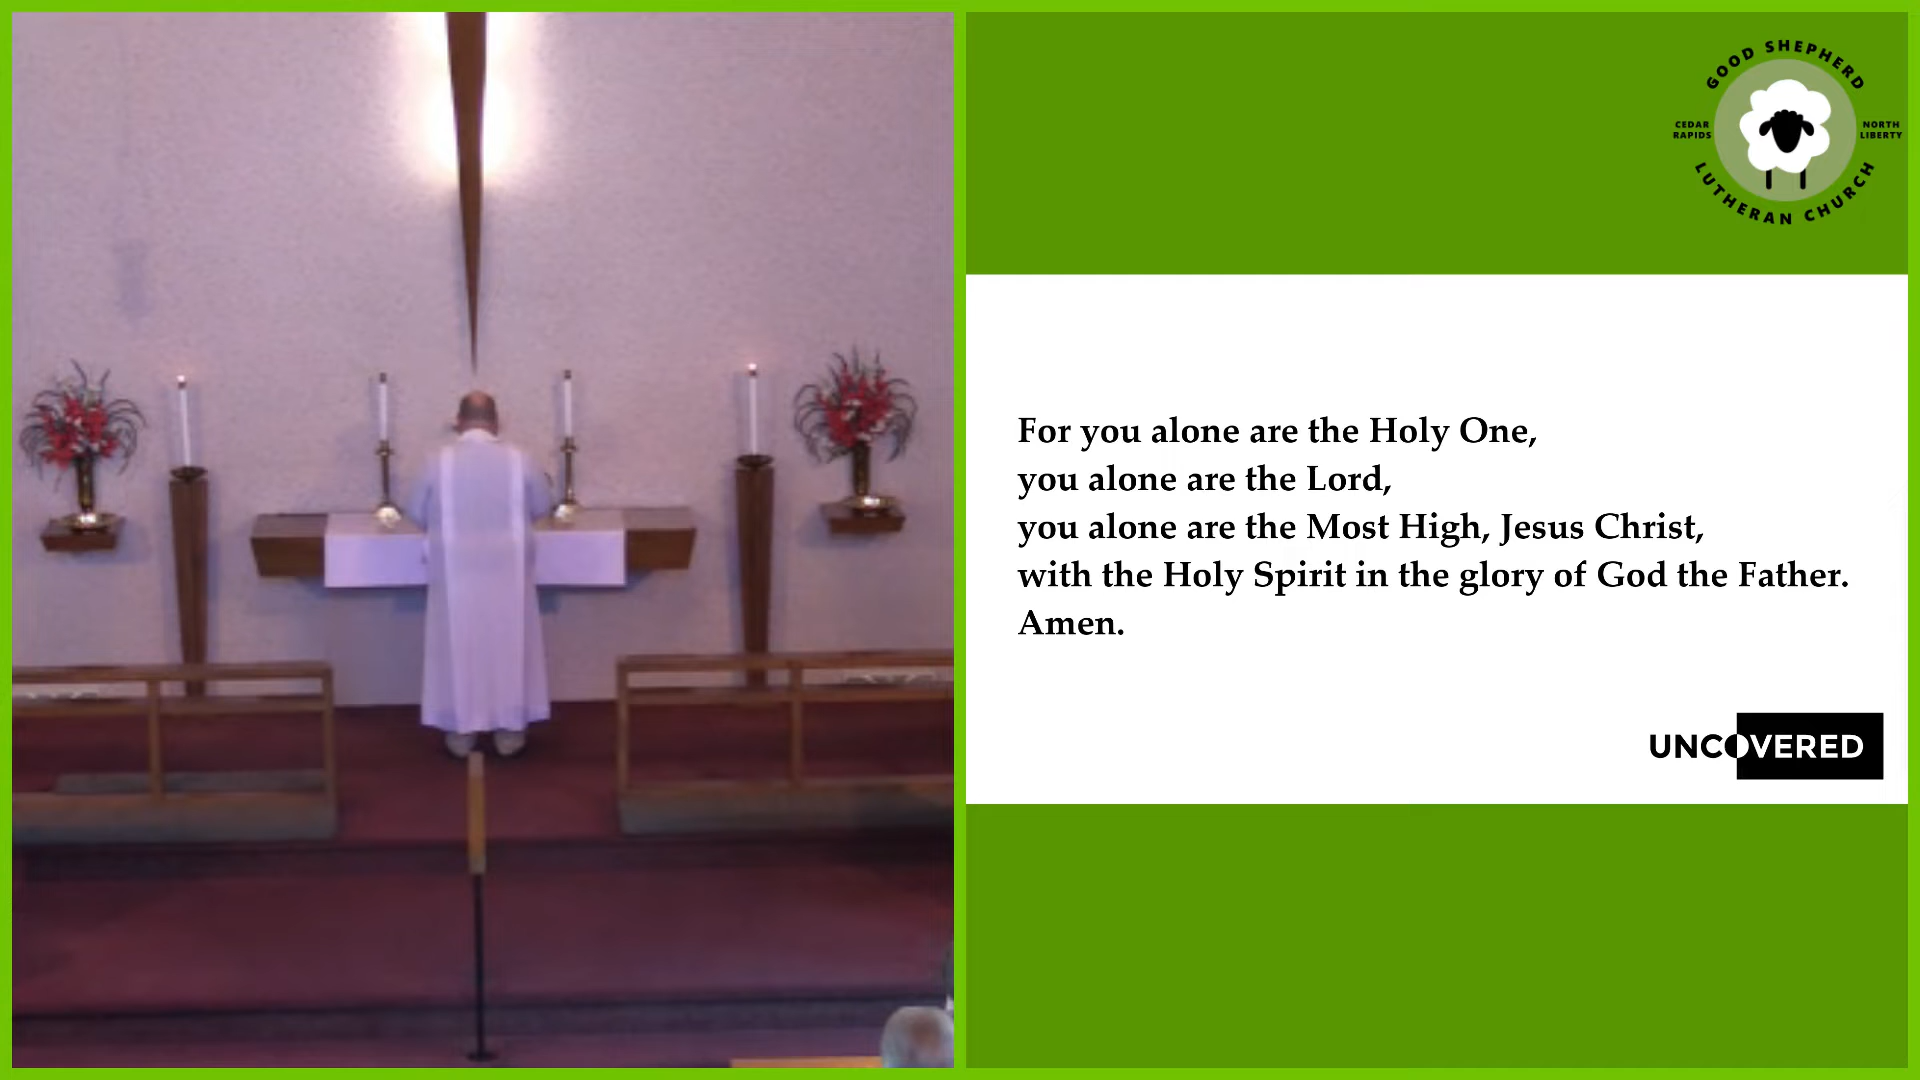 GOOD SHEPHERD
CEDAR
RAPIDS
NORTH
LIBERTY
LUTHERAN CHURCH
For you alone are the Holy One,
you alone are the Lord,
you alone are the Most High, Jesus Christ,
with the Holy Spirit in the glory of God the Father.
Amen.
UNCOVERED